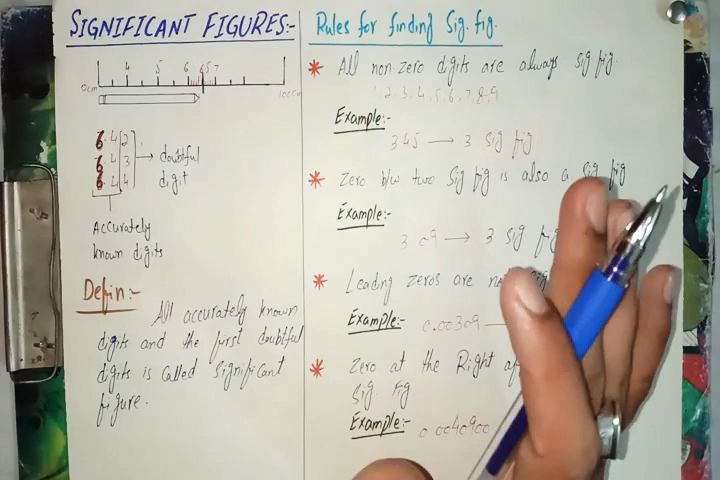 SIGNIFICANT FIGURES:-
4 5 6 6.5 7
0cm
6.4 2
6.4 3
6.4 4
doubtful
digit
Accurately
known digits
Defin:-
All accurately known
digits and the first doubtful
digits is called significant
figure.
Rules for finding Sig. fig.
* All non-zero digits are always sig fig.
1,2,3,4,5,6,7,8,9
Example:-
345 → 3 sig fig
* Zero b/w two Sig fig is also a sig fig
Example:-
309 → 3 sig fig
* Leading zeros are
Example:- 0.00309
* Zero at the Right
Sig fig
Example:- 0.0040900